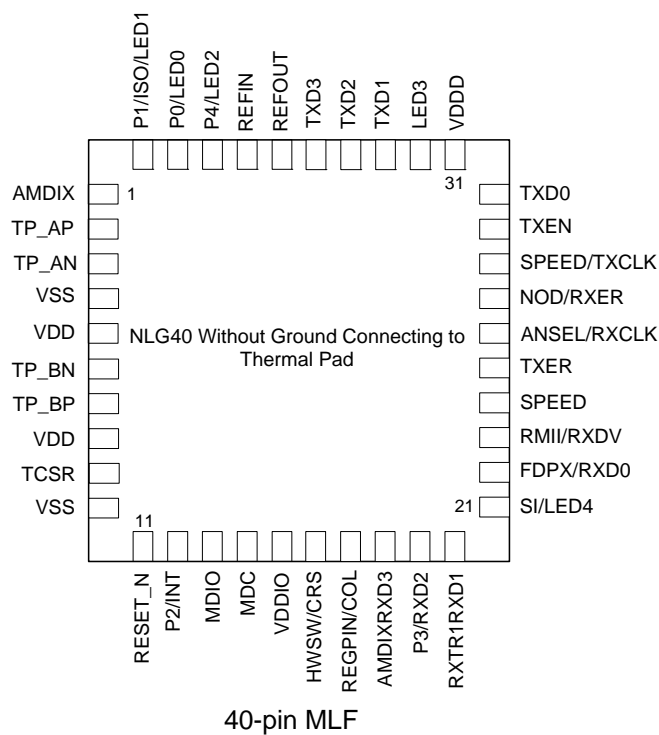 P1/ISO/LED1
P0/LED0
P4/LED2
REFIN
REFOUT
TXD3
TXD2
TXD1
LED3
VDDD
AMDIX
TP_AP
TP_AN
VSS
VDD
TP_BN
TP_BP
VDD
TCSR
VSS
1
31
NLG40 Without Ground Connecting to
Thermal Pad
11
21
TXD0
TXEN
SPEED/TXCLK
NOD/RXER
ANSEL/RXCLK
TXER
SPEED
RMII/RXDV
FDPX/RXD0
SI/LED4
RESET_N
P2/INT
MDIO
MDC
VDDIO
HWSW/CRS
REGPIN/COL
AMDIXRXD3
P3/RXD2
RXTR1RXD1
40-pin MLF